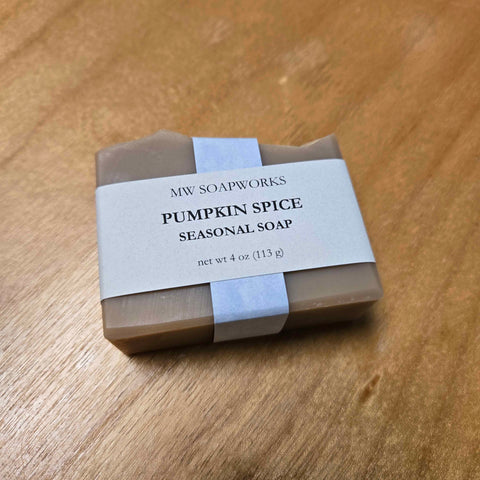 MW SOAPWORKS
PUMPKIN SPICE
SEASONAL SOAP
net wt 4 oz (113 g)